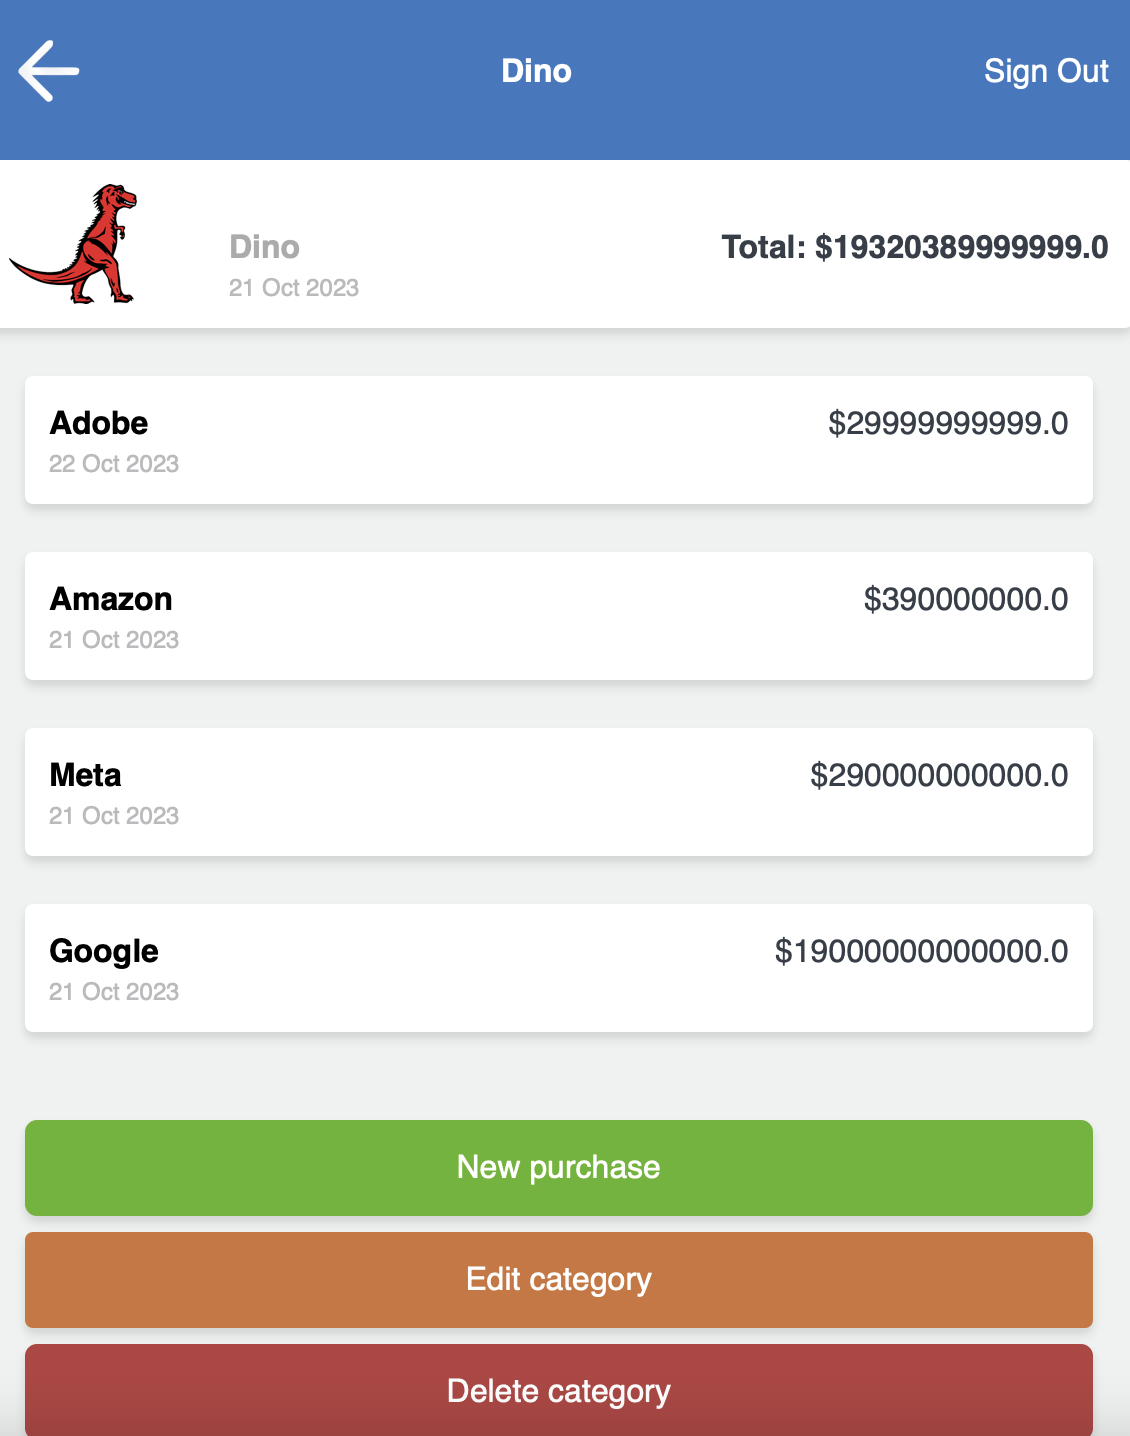 Dino
Sign Out
Dino
Total: $19320389999999.0
21 Oct 2023
Adobe
$29999999999.0
22 Oct 2023
Amazon
$390000000.0
21 Oct 2023
Meta
$290000000000.0
21 Oct 2023
Google
$19000000000000.0
21 Oct 2023
New purchase
Edit category
Delete category